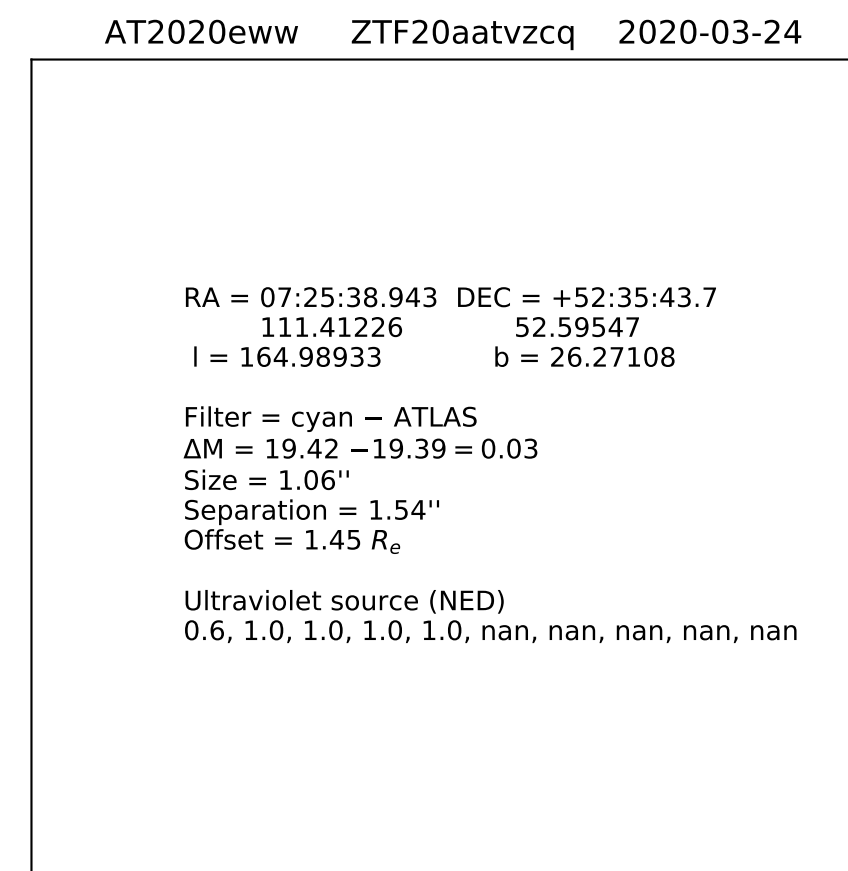 AT2020eww ZTF20aatvzcq 2020-03-24
RA = 07:25:38.943 DEC = +52:35:43.7
111.41226 52.59547
l = 164.98933 b = 26.27108
Filter = cyan − ATLAS
ΔM = 19.42 −19.39 = 0.03
Size = 1.06''
Separation = 1.54''
Offset = 1.45 Re
Ultraviolet source (NED)
0.6, 1.0, 1.0, 1.0, 1.0, nan, nan, nan, nan, nan